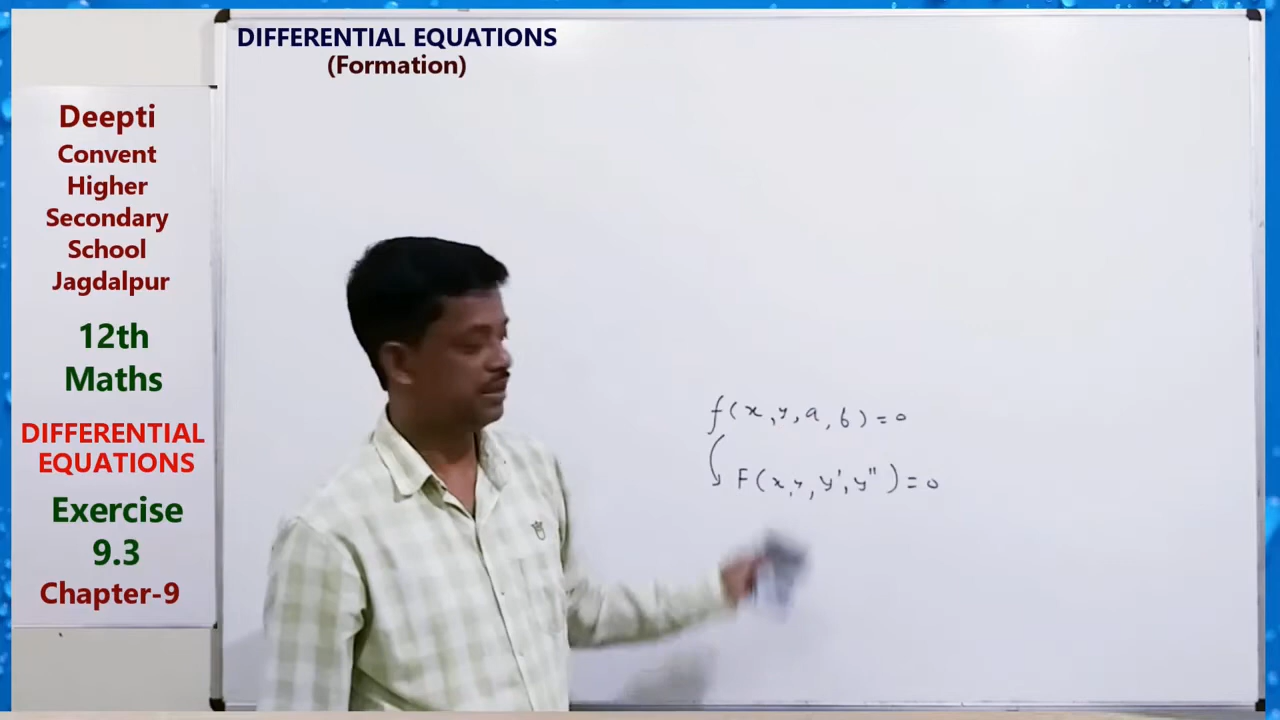 DIFFERENTIAL EQUATIONS
(Formation)
Deepti
Convent
Higher
Secondary
School
Jagdalpur
12th
Maths
DIFFERENTIAL
EQUATIONS
Exercise
9.3
Chapter-9
f(x,y,a,b)=0
F(x,y,y',y'')=0